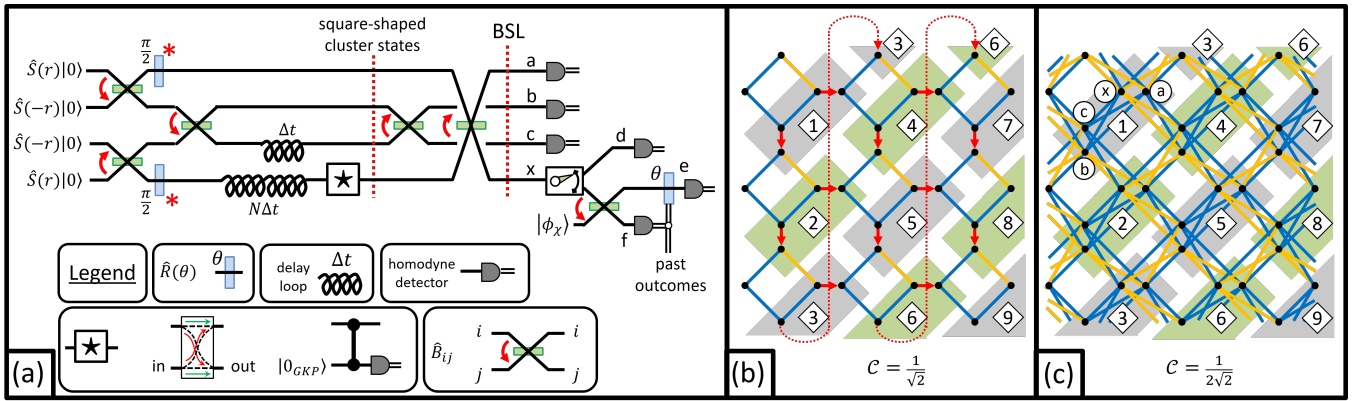 square-shaped
cluster states
BSL
Ŝ(r)|0⟩
Ŝ(−r)|0⟩
Ŝ(−r)|0⟩
Ŝ(r)|0⟩
π/2
*
π/2
*
Δt
NΔt
★
a
b
c
x
d
e
f
θ
|ϕχ⟩
past
outcomes
Legend
R̂(θ)
θ
delay
loop
Δt
homodyne
detector
★
in
out
|0GKP⟩
B̂ij
i
i
j
j
(a)
3
6
1
4
7
2
5
8
3
6
9
(b)
𝒞 = 1/√2
3
6
x
a
c
1
4
7
b
2
5
8
3
6
9
(c)
𝒞 = 1/2√2